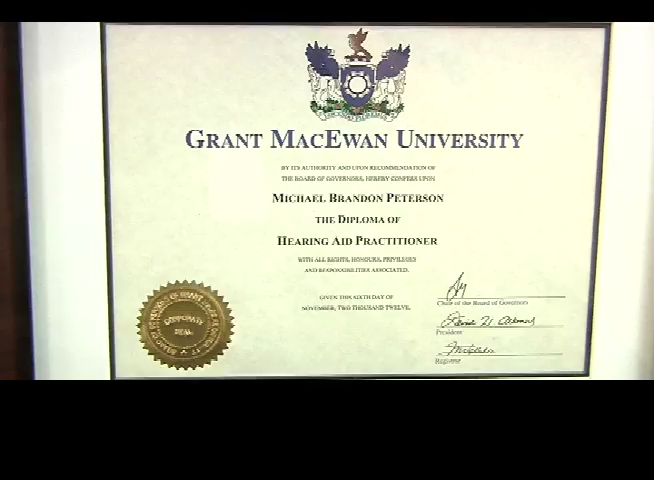 GRANT MACEWAN UNIVERSITY
BY ITS AUTHORITY AND UPON RECOMMENDATION OF
THE BOARD OF GOVERNORS, HEREBY CONFERS UPON
MICHAEL BRANDON PETERSON
THE DIPLOMA OF
HEARING AID PRACTITIONER
WITH ALL RIGHTS, HONOURS, PRIVILEGES
AND RESPONSIBILITIES ASSOCIATED.
GIVEN THIS SIXTH DAY OF
NOVEMBER, TWO THOUSAND TWELVE.
CORPORATE
SEAL
Chair of the Board of Governors
President
Registrar